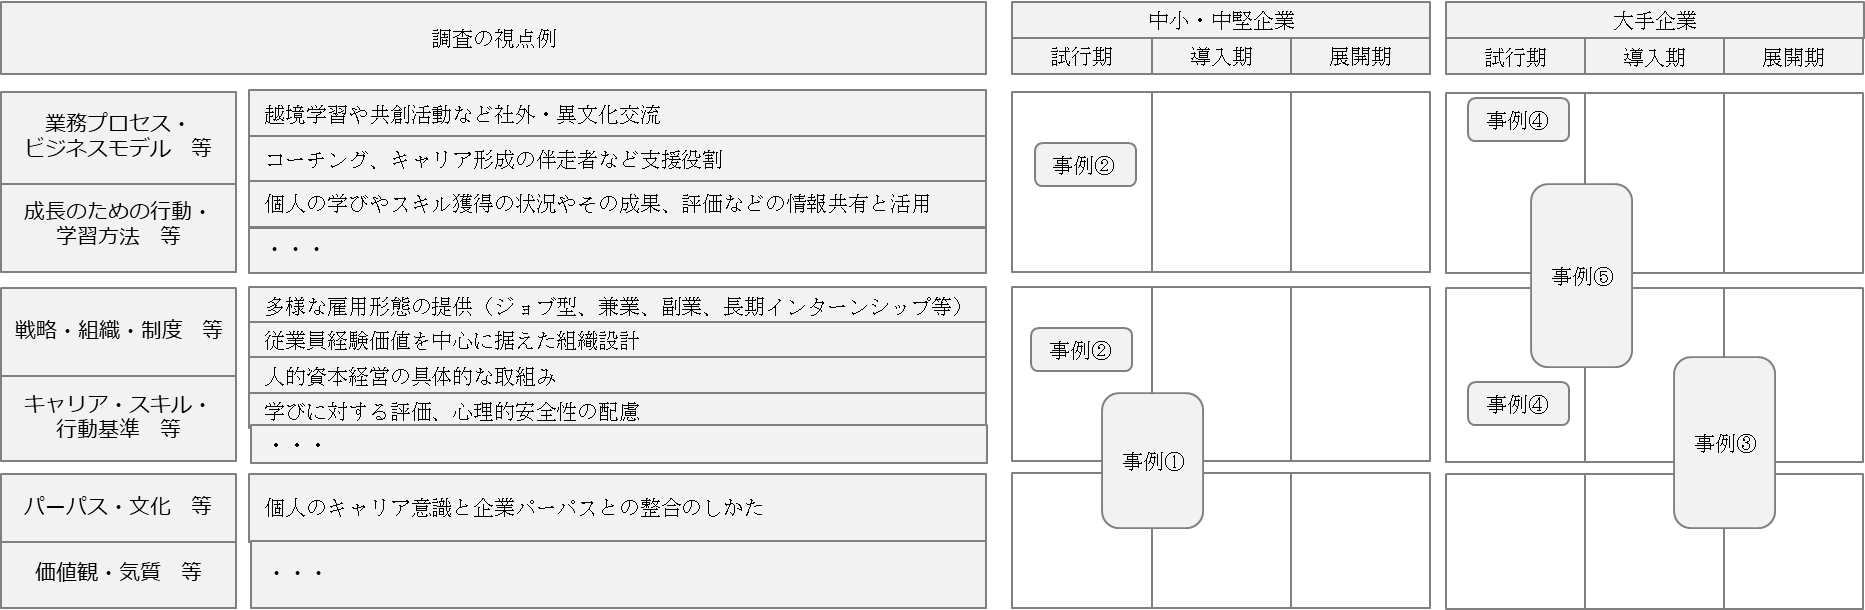 調査の視点例
中小・中堅企業
大手企業
試行期
導入期
展開期
試行期
導入期
展開期
業務プロセス・
ビジネスモデル　等
成長のための行動・
学習方法　等
越境学習や共創活動など社外・異文化交流
コーチング、キャリア形成の伴走者など支援役割
個人の学びやスキル獲得の状況やその成果、評価などの情報共有と活用
・・・
事例②
事例④
事例⑤
戦略・組織・制度　等
キャリア・スキル・
行動基準　等
多様な雇用形態の提供（ジョブ型、兼業、副業、長期インターンシップ等）
従業員経験価値を中心に据えた組織設計
人的資本経営の具体的な取組み
学びに対する評価、心理的安全性の配慮
・・・
事例②
事例①
事例④
事例③
パーパス・文化　等
価値観・気質　等
個人のキャリア意識と企業パーパスとの整合のしかた
・・・